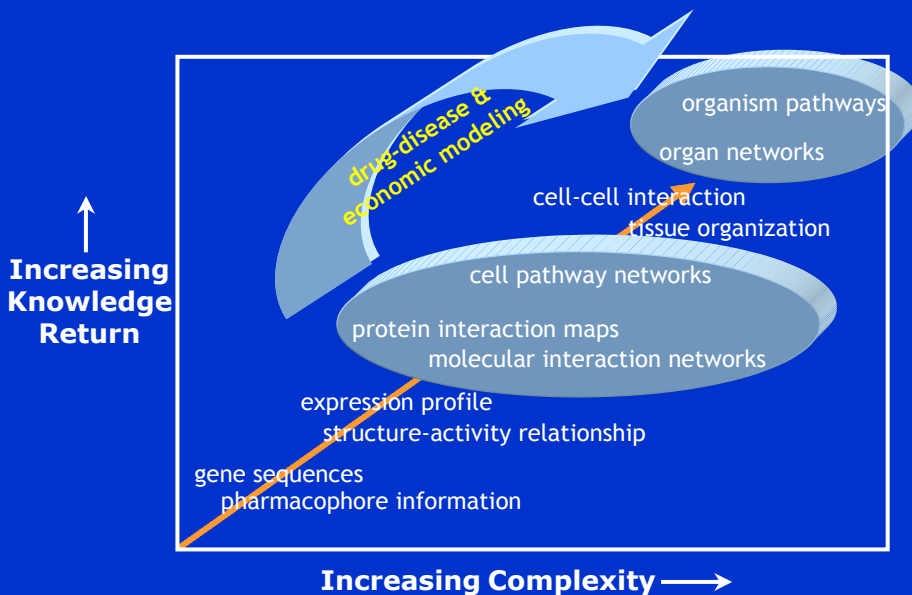 organism pathways
organ networks
drug-disease &
economic modeling
cell-cell interaction
tissue organization
cell pathway networks
Increasing
Knowledge
Return
protein interaction maps
molecular interaction networks
expression profile
structure-activity relationship
gene sequences
pharmacophore information
Increasing Complexity